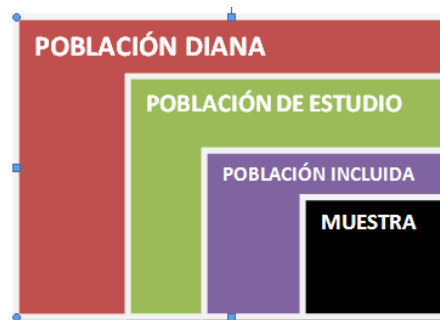 POBLACIÓN DIANA
POBLACIÓN DE ESTUDIO
POBLACIÓN INCLUIDA
MUESTRA